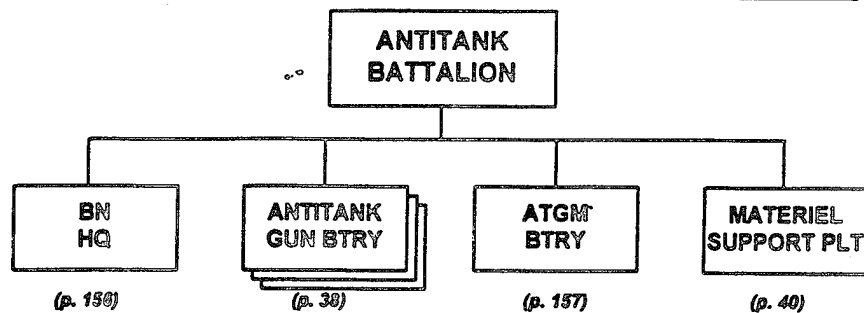 ANTITANK
BATTALION
BN
HQ
ANTITANK
GUN BTRY
ATGM
BTRY
MATERIEL
SUPPORT PLT
(p. 156)
(p. 38)
(p. 157)
(p. 40)